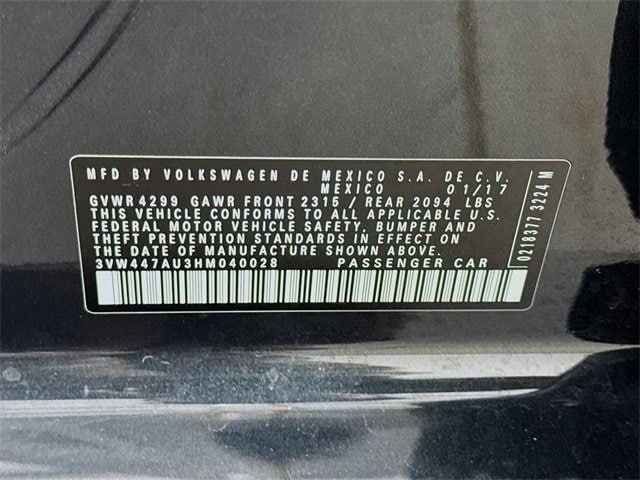 MFD BY VOLKSWAGEN DE MEXICO S.A. DE C.V.
MEXICO 01/17
GVWR4299 GAWR FRONT 2315 / REAR 2094 LBS
THIS VEHICLE CONFORMS TO ALL APPLICABLE U.S.
FEDERAL MOTOR VEHICLE SAFETY, BUMPER AND
THEFT PREVENTION STANDARDS IN EFFECT ON
THE DATE OF MANUFACTURE SHOWN ABOVE.
3VW447AU3HM040028 PASSENGER CAR
0218377 3224 M